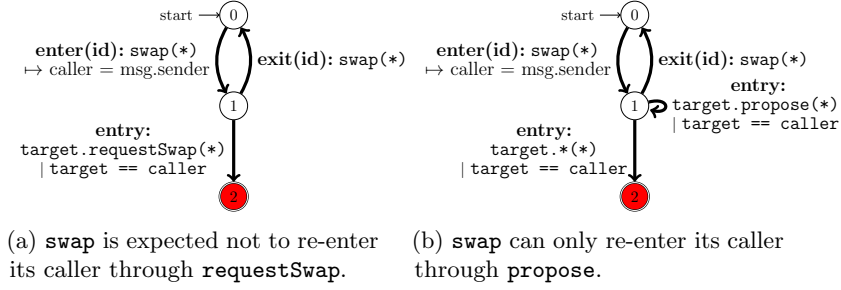 start
0
enter(id): swap(*)
↦ caller = msg.sender
exit(id): swap(*)
1
entry:
target.requestSwap(*)
| target == caller
2
(a) swap is expected not to re-enter
its caller through requestSwap.
start
0
enter(id): swap(*)
↦ caller = msg.sender
exit(id): swap(*)
1
entry:
target.propose(*)
| target == caller
entry:
target.*(*)
| target == caller
2
(b) swap can only re-enter its caller
through propose.